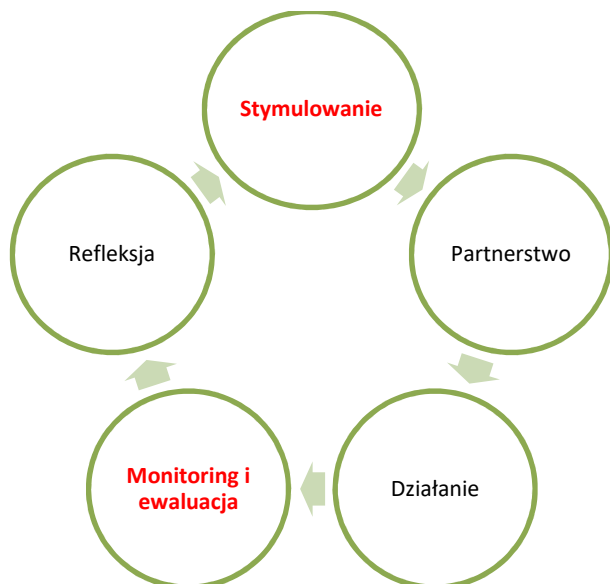 Stymulowanie
Refleksja
Partnerstwo
Monitoring i
ewaluacja
Działanie